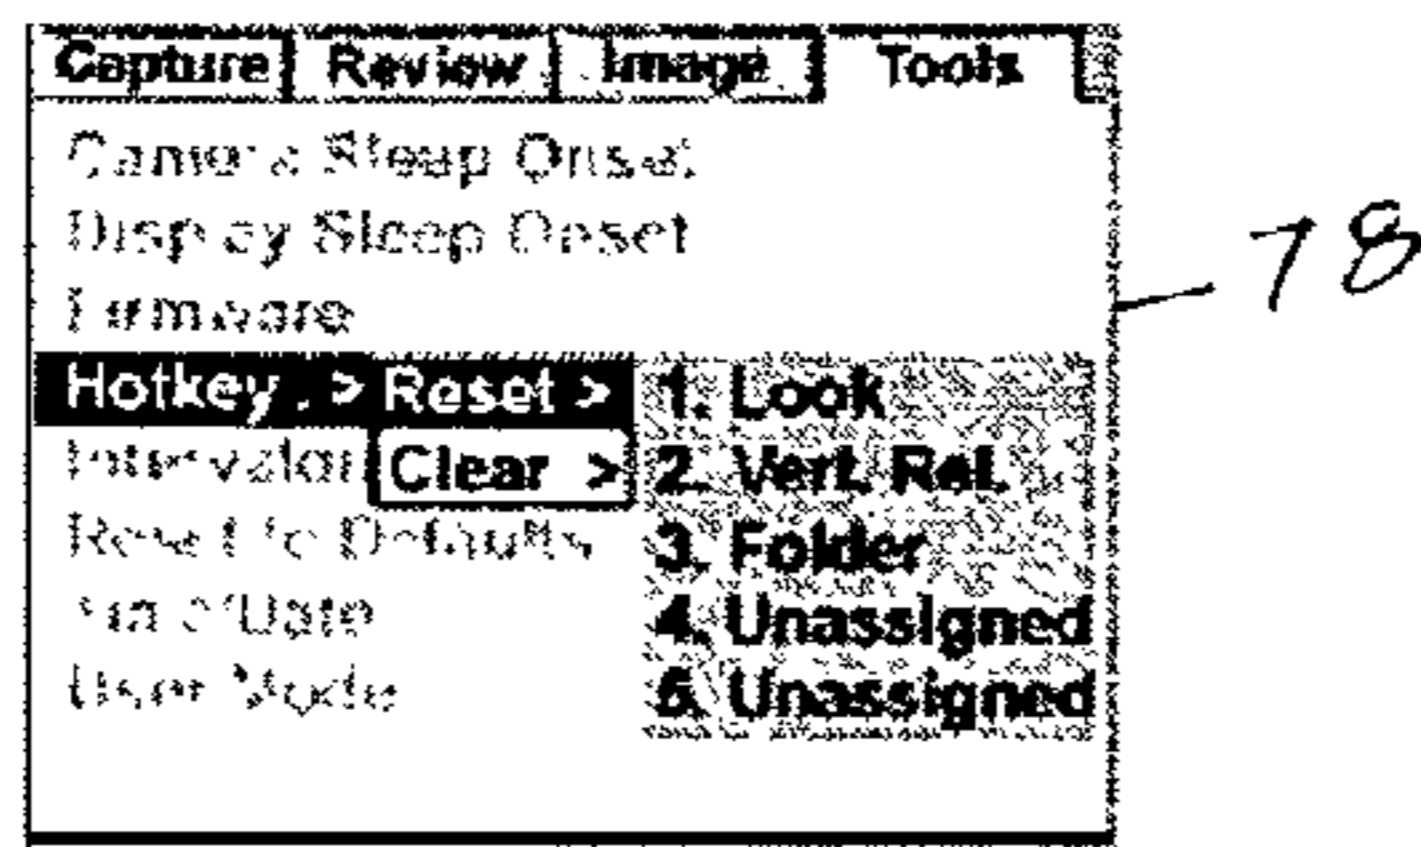 Capture Review Image Tools
Camera Sleep Onset
Display Sleep Onset
Firmware
Hotkey . > Reset > 1. Look
Clear > 2. Vert. Rel.
Reset to Defaults 3. Folder
4. Unassigned
User Mode 5. Unassigned
78